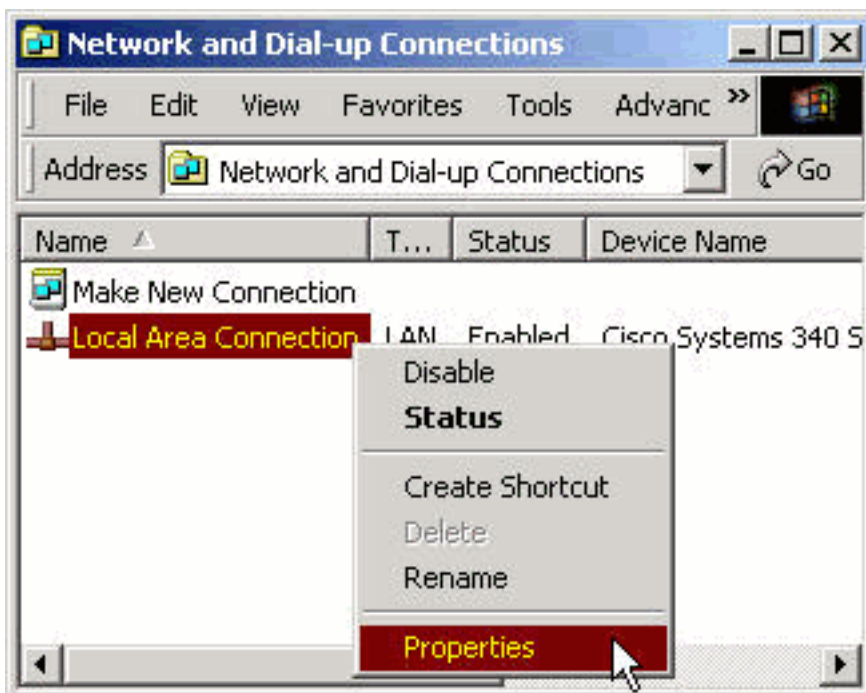 Network and Dial-up Connections
File Edit View Favorites Tools Advanc »
Address Network and Dial-up Connections Go
Name T... Status Device Name
Make New Connection
Local Area Connection LAN Enabled Cisco Systems 340 S
Disable
Status
Create Shortcut
Delete
Rename
Properties